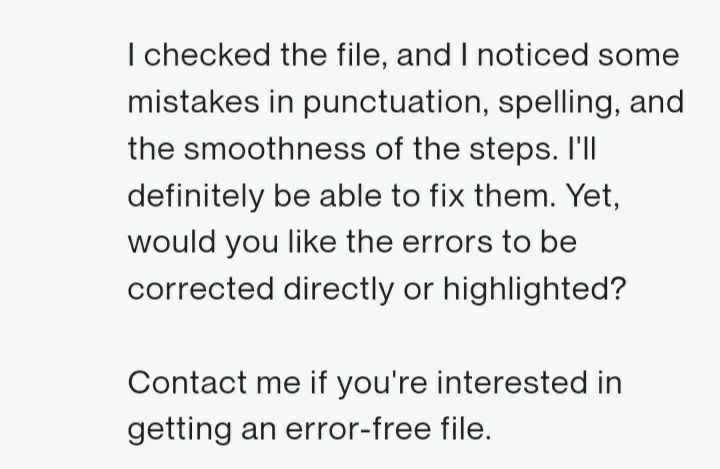 I checked the file, and I noticed some
mistakes in punctuation, spelling, and
the smoothness of the steps. I'll
definitely be able to fix them. Yet,
would you like the errors to be
corrected directly or highlighted?
Contact me if you're interested in
getting an error-free file.